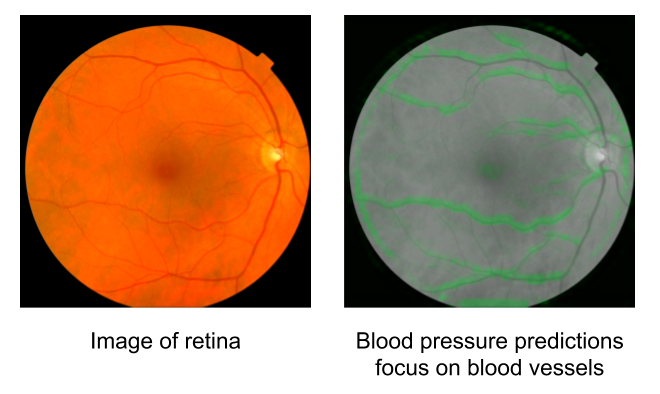 Image of retina
Blood pressure predictions
focus on blood vessels